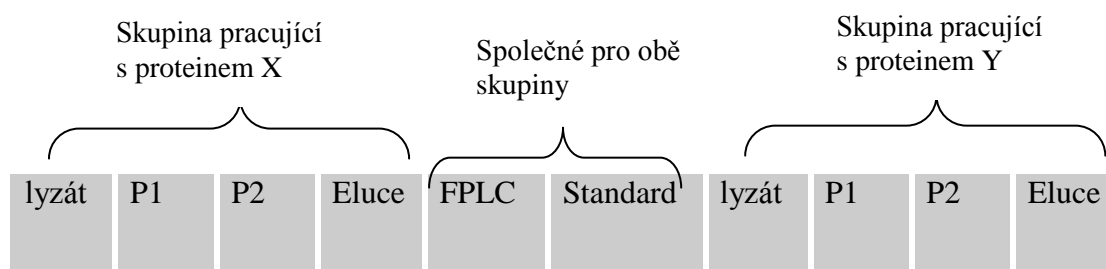 Skupina pracující
s proteinem X
Společné pro obě
skupiny
Skupina pracující
s proteinem Y
lyzát P1 P2 Eluce FPLC Standard lyzát P1 P2 Eluce